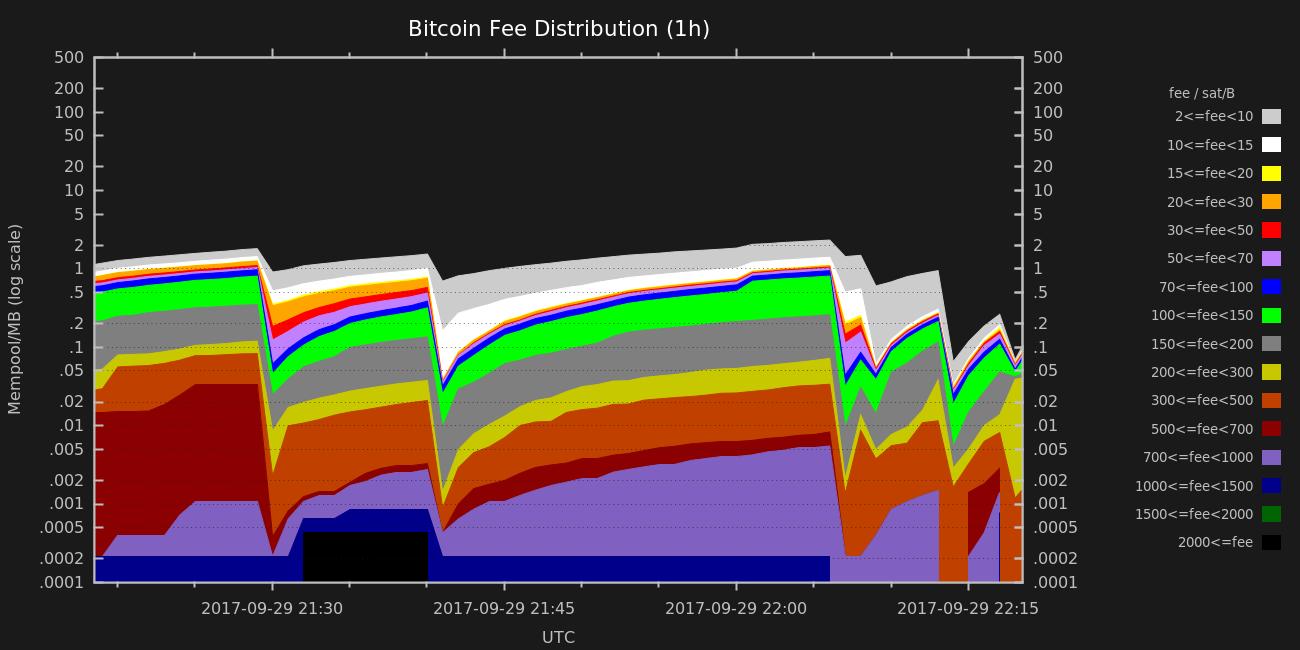 Bitcoin Fee Distribution (1h)
500 500
200 200
100 100
50 50
20 20
10 10
5 5
2 2
1 1
.5 .5
.2 .2
.1 .1
.05 .05
.02 .02
.01 .01
.005 .005
.002 .002
.001 .001
.0005 .0005
.0002 .0002
.0001 .0001
Mempool/MB (log scale)
2017-09-29 21:30 2017-09-29 21:45 2017-09-29 22:00 2017-09-29 22:15
UTC
fee / sat/B
2<=fee<10
10<=fee<15
15<=fee<20
20<=fee<30
30<=fee<50
50<=fee<70
70<=fee<100
100<=fee<150
150<=fee<200
200<=fee<300
300<=fee<500
500<=fee<700
700<=fee<1000
1000<=fee<1500
1500<=fee<2000
2000<=fee